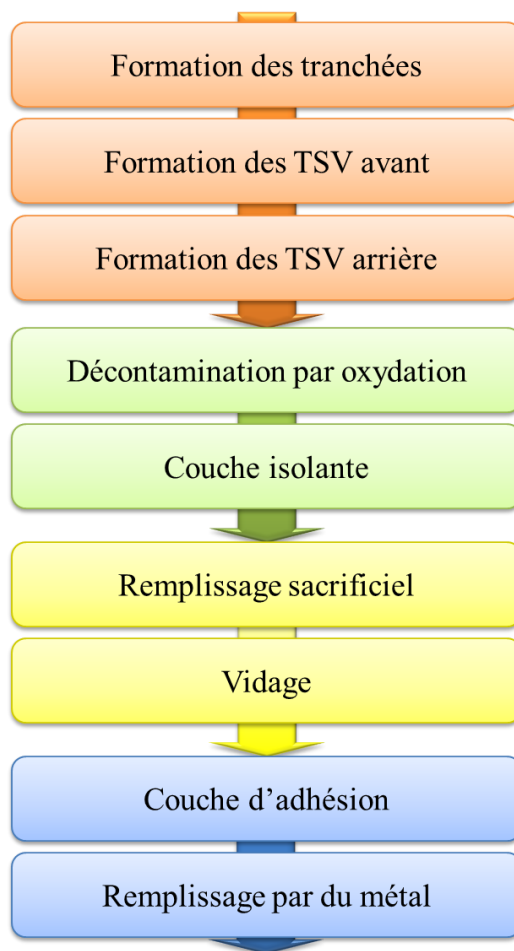 Formation des tranchées
Formation des TSV avant
Formation des TSV arrière
Décontamination par oxydation
Couche isolante
Remplissage sacrificiel
Vidage
Couche d’adhésion
Remplissage par du métal